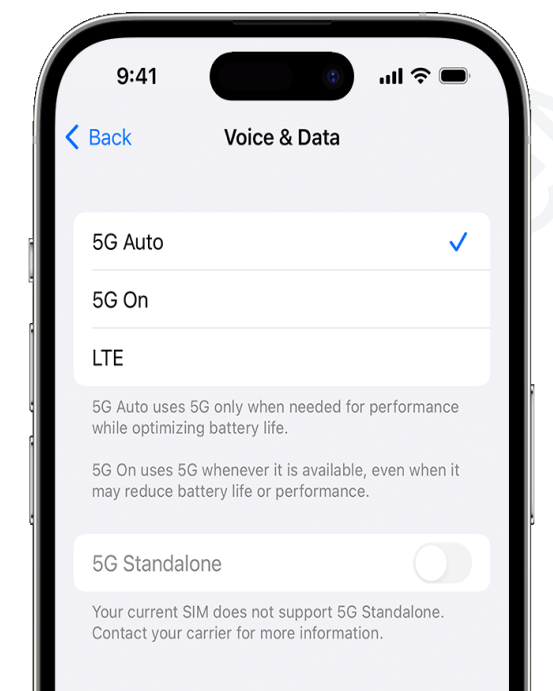 9:41
Back
Voice & Data
5G Auto
5G On
LTE
5G Auto uses 5G only when needed for performance
while optimizing battery life.
5G On uses 5G whenever it is available, even when it
may reduce battery life or performance.
5G Standalone
Your current SIM does not support 5G Standalone.
Contact your carrier for more information.